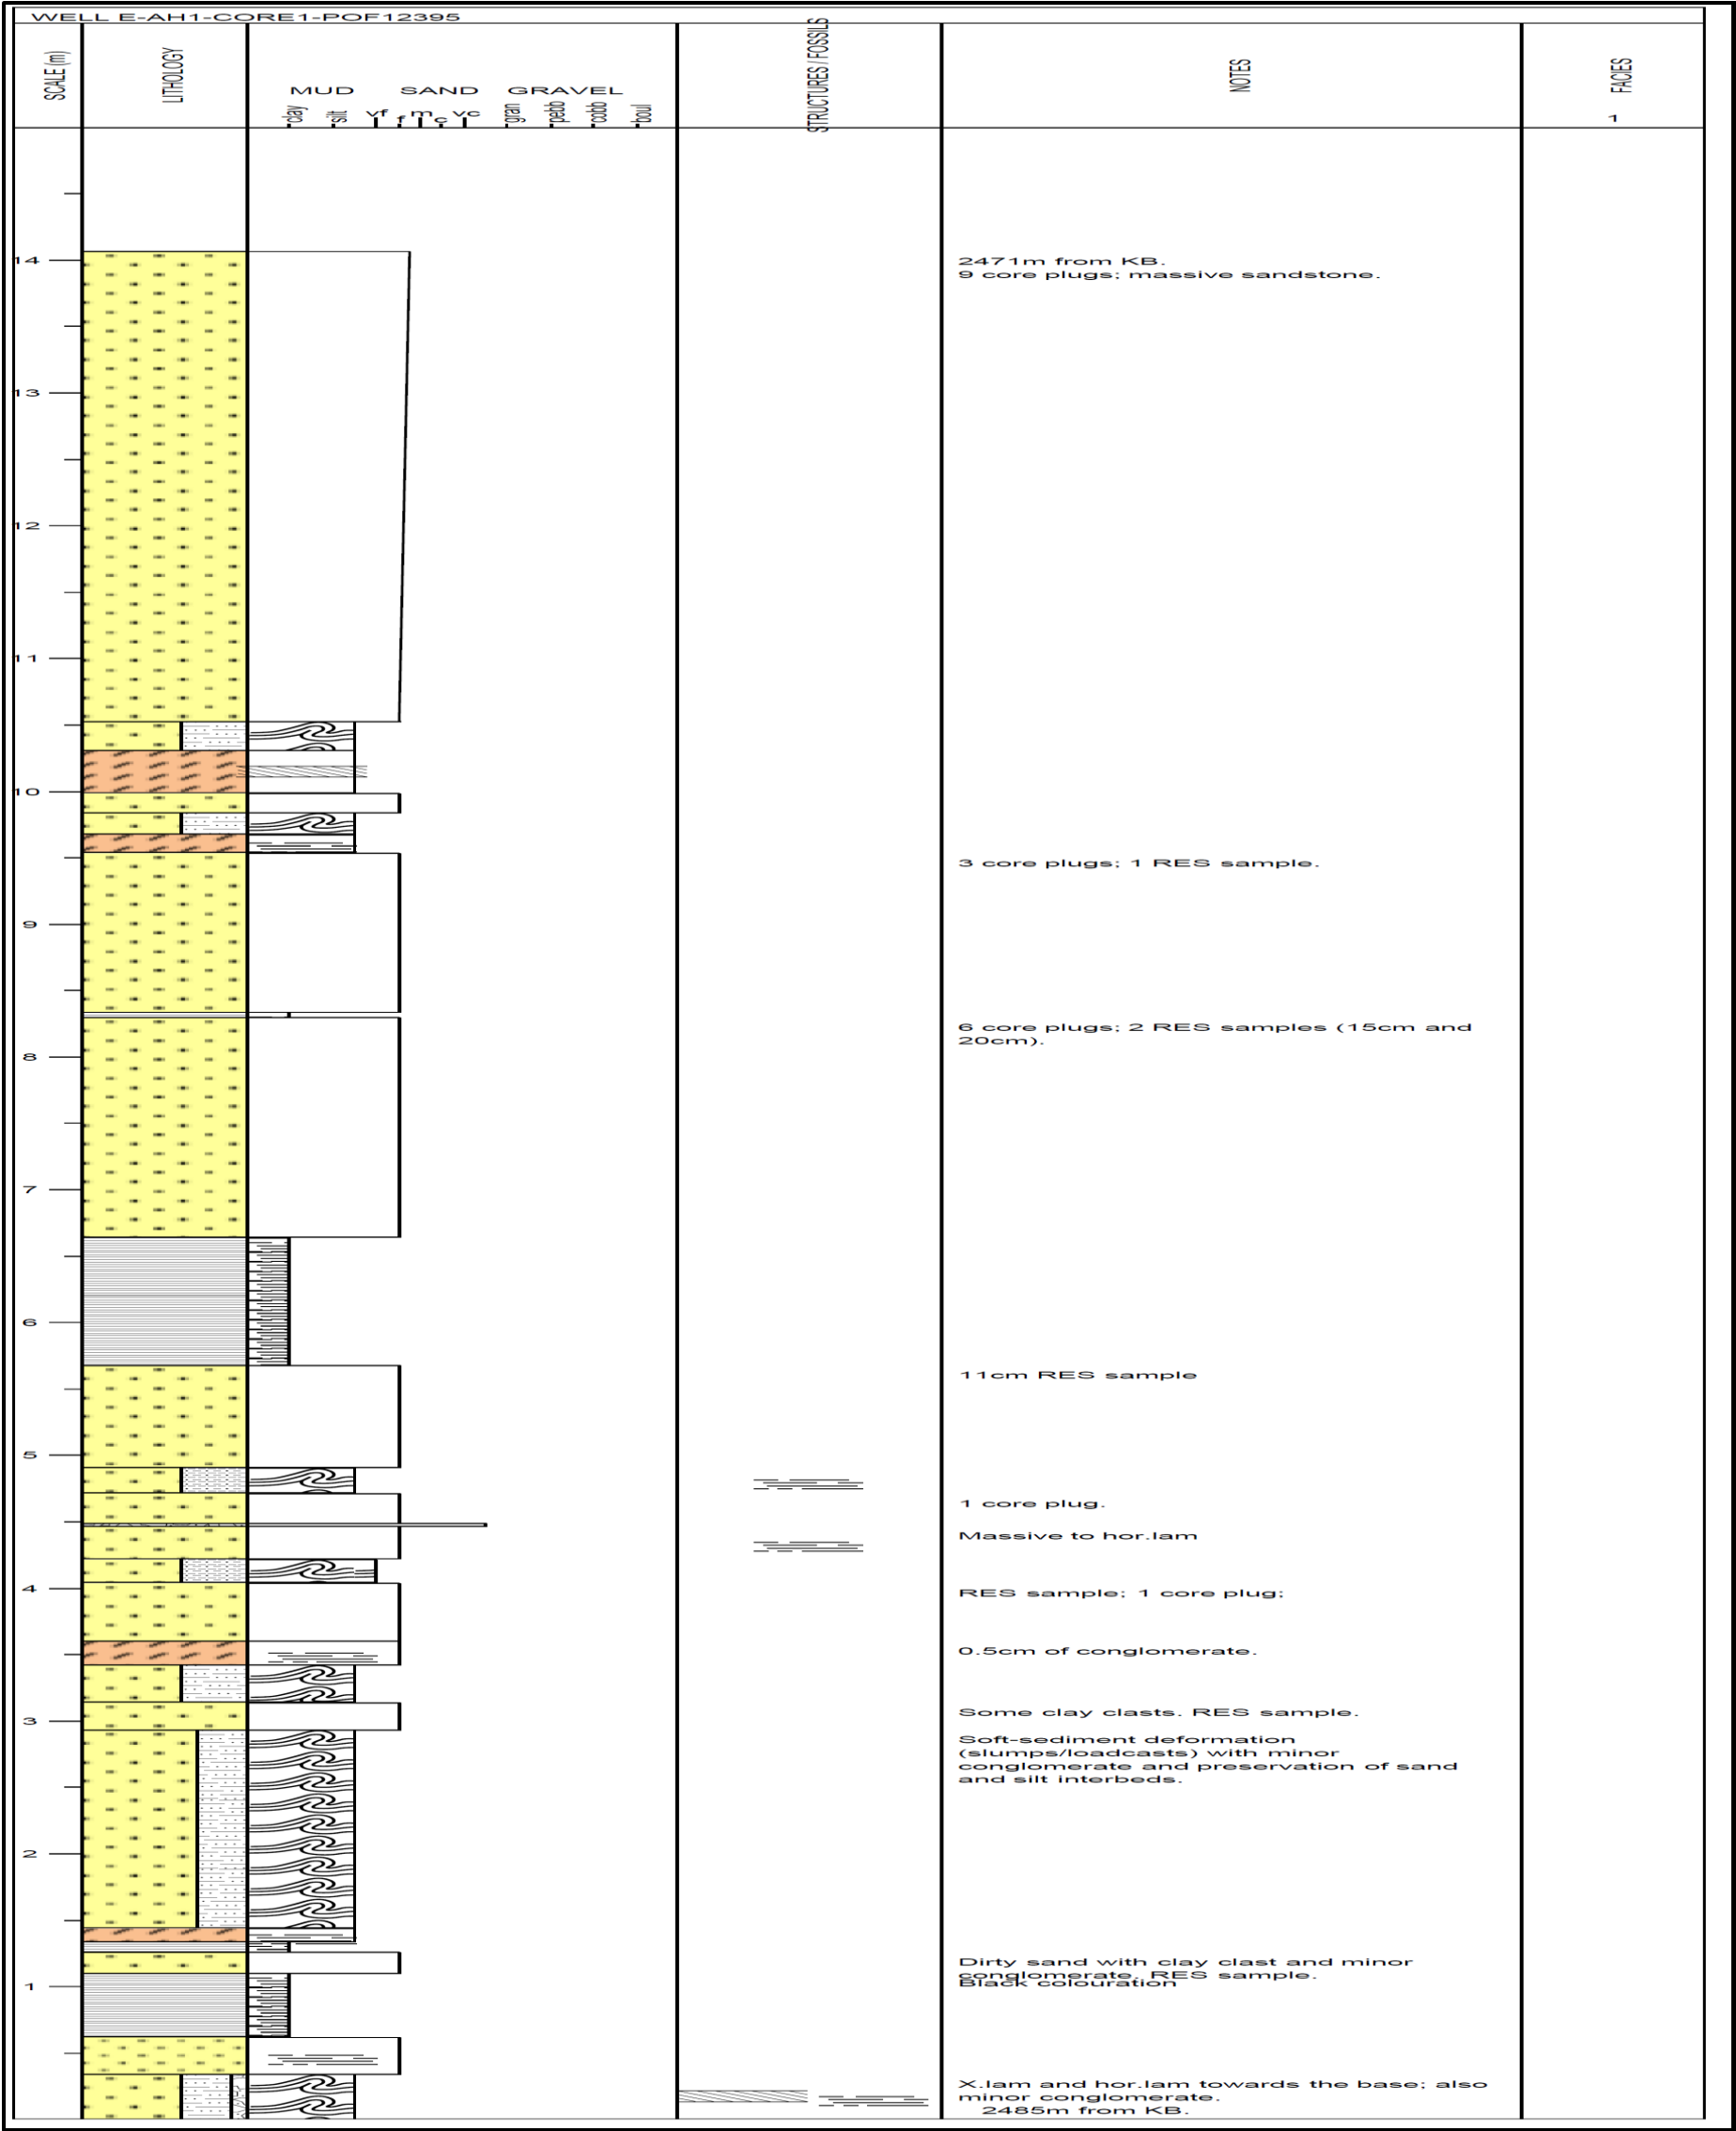 WELL E-AH1-CORE1-POF12395
SCALE (m)
LITHOLOGY
MUD SAND GRAVEL
clay silt vf f m c vc gran pebb cobb boul
STRUCTURES / FOSSILS
NOTES
FACIES
1
14
2471m from KB.
9 core plugs; massive sandstone.
13
12
11
10
3 core plugs; 1 RES sample.
9
6 core plugs; 2 RES samples (15cm and
20cm).
8
7
6
11cm RES sample
5
1 core plug.
Massive to hor.lam
4
RES sample; 1 core plug;
0.5cm of conglomerate.
3
Some clay clasts. RES sample.
Soft-sediment deformation
(slumps/loadcasts) with minor
conglomerate and preservation of sand
and silt interbeds.
2
Dirty sand with clay clast and minor
conglomerate. RES sample.
Black colouration
1
X.lam and hor.lam towards the base; also
minor conglomerate.
2485m from KB.